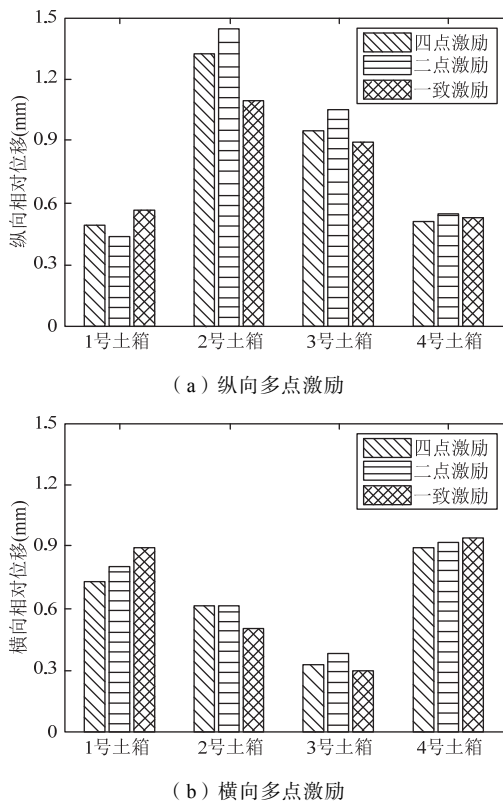 1.5
1.2
0.9
0.6
0.3
0
纵向相对位移(mm)
四点激励
二点激励
一致激励
1号土箱 2号土箱 3号土箱 4号土箱
（a）纵向多点激励
1.5
1.2
0.9
0.6
0.3
0
横向相对位移(mm)
四点激励
二点激励
一致激励
1号土箱 2号土箱 3号土箱 4号土箱
（b）横向多点激励